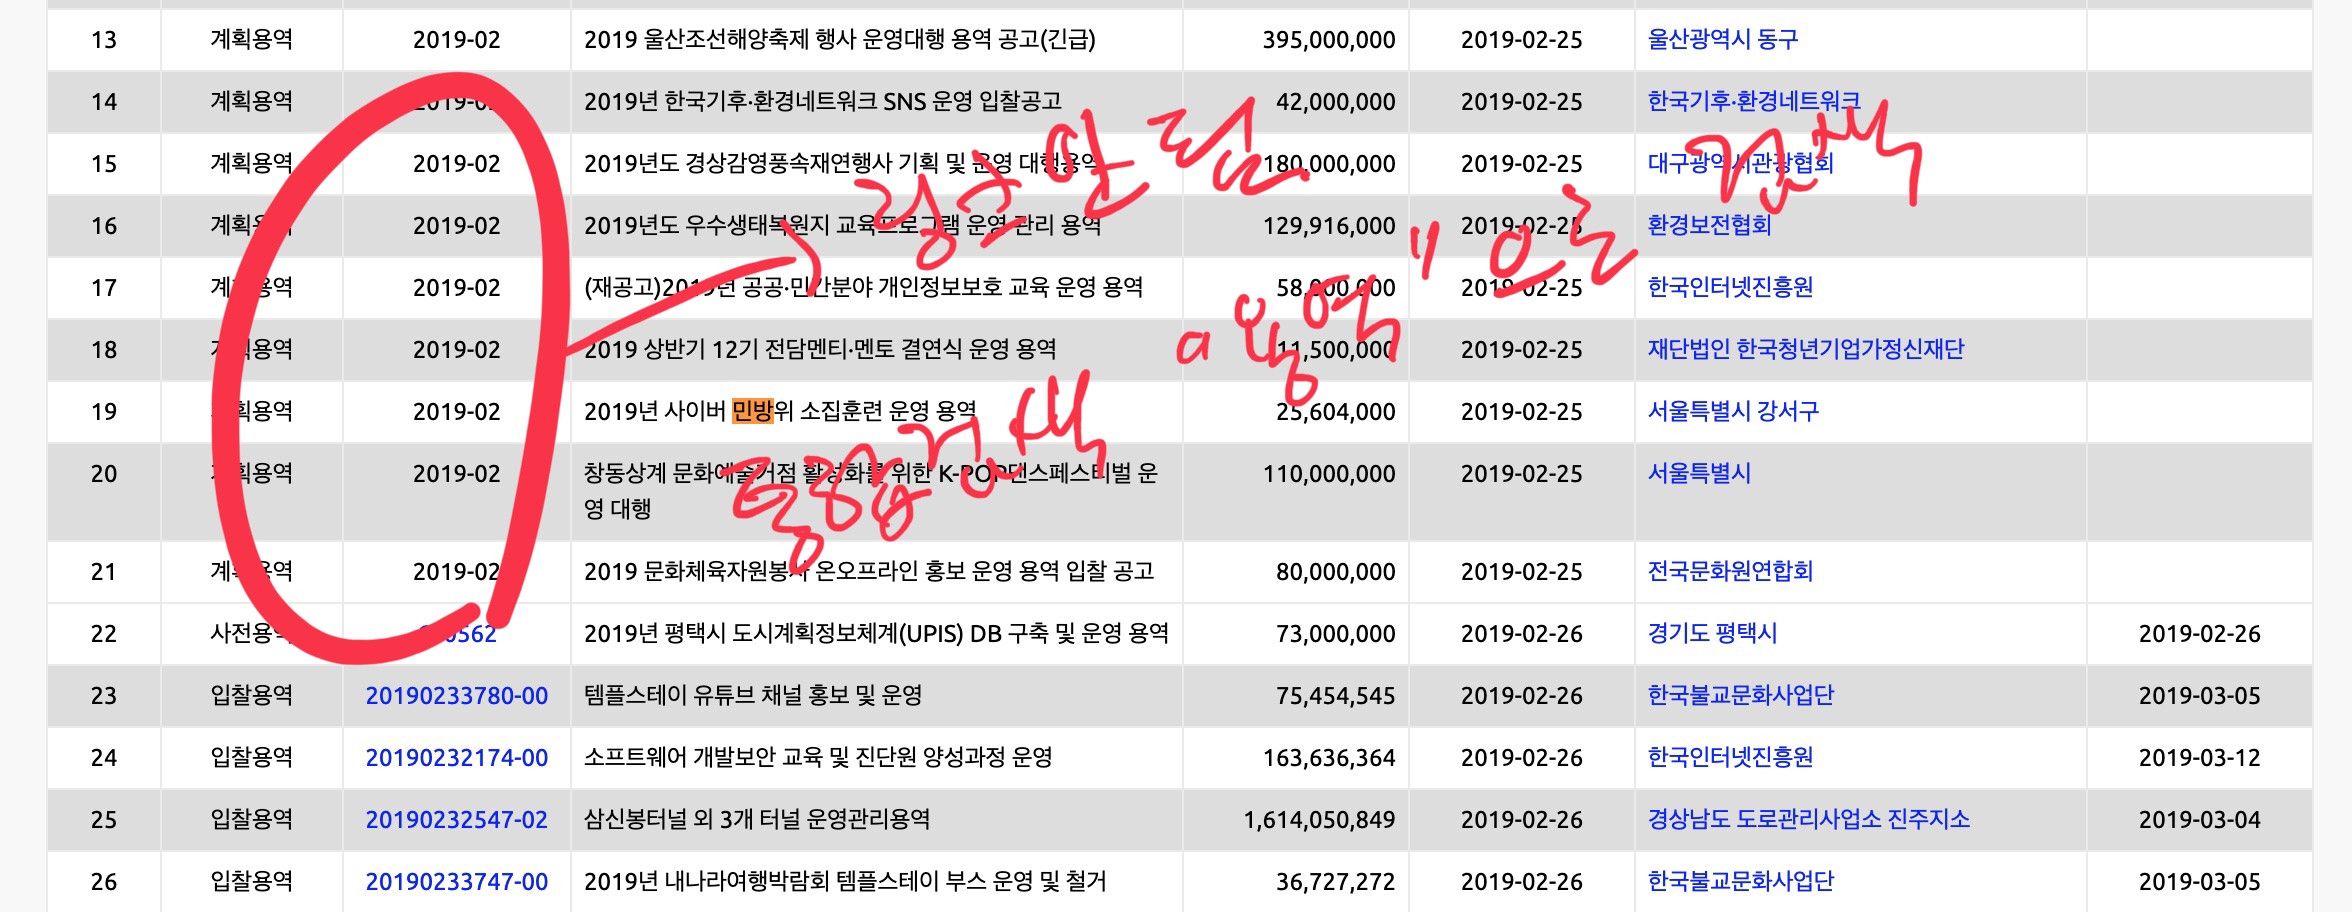 13 계획용역 2019-02 2019 울산조선해양축제 행사 운영대행 용역 공고(긴급) 395,000,000 2019-02-25 울산광역시 동구
14 계획용역 2019-02 2019년 한국기후·환경네트워크 SNS 운영 입찰공고 42,000,000 2019-02-25 한국기후·환경네트워크
15 계획용역 2019-02 2019년도 경상감영풍속재연행사 기획 및 운영 대행용역 180,000,000 2019-02-25 대구광역시관광협회
링크 안 됨
검색
16 계획용역 2019-02 2019년도 우수생태복원지 교육프로그램 운영 관리 용역 129,916,000 2019-02-25 환경보전협회
17 계획용역 2019-02 (재공고)2019년 공공·민간분야 개인정보보호 교육 운영 용역 58,000,000 2019-02-25 한국인터넷진흥원
"용역"으로
18 계획용역 2019-02 2019 상반기 12기 전담멘티·멘토 결연식 운영 용역 11,500,000 2019-02-25 재단법인 한국청년기업가정신재단
19 계획용역 2019-02 2019년 사이버 민방위 소집훈련 운영 용역 25,604,000 2019-02-25 서울특별시 강서구
통합검색
20 계획용역 2019-02 창동상계 문화예술거점 활성화를 위한 K-POP댄스페스티벌 운 110,000,000 2019-02-25 서울특별시
영 대행
21 계획용역 2019-02 2019 문화체육자원봉사 온오프라인 홍보 운영 용역 입찰 공고 80,000,000 2019-02-25 전국문화원연합회
22 사전용역 2019년 평택시 도시계획정보체계(UPIS) DB 구축 및 운영 용역 73,000,000 2019-02-26 경기도 평택시 2019-02-26
23 입찰용역 20190233780-00 템플스테이 유튜브 채널 홍보 및 운영 75,454,545 2019-02-26 한국불교문화사업단 2019-03-05
24 입찰용역 20190232174-00 소프트웨어 개발보안 교육 및 진단원 양성과정 운영 163,636,364 2019-02-26 한국인터넷진흥원 2019-03-12
25 입찰용역 20190232547-02 삼신봉터널 외 3개 터널 운영관리용역 1,614,050,849 2019-02-26 경상남도 도로관리사업소 진주지소 2019-03-04
26 입찰용역 20190233747-00 2019년 내나라여행박람회 템플스테이 부스 운영 및 철거 36,727,272 2019-02-26 한국불교문화사업단 2019-03-05